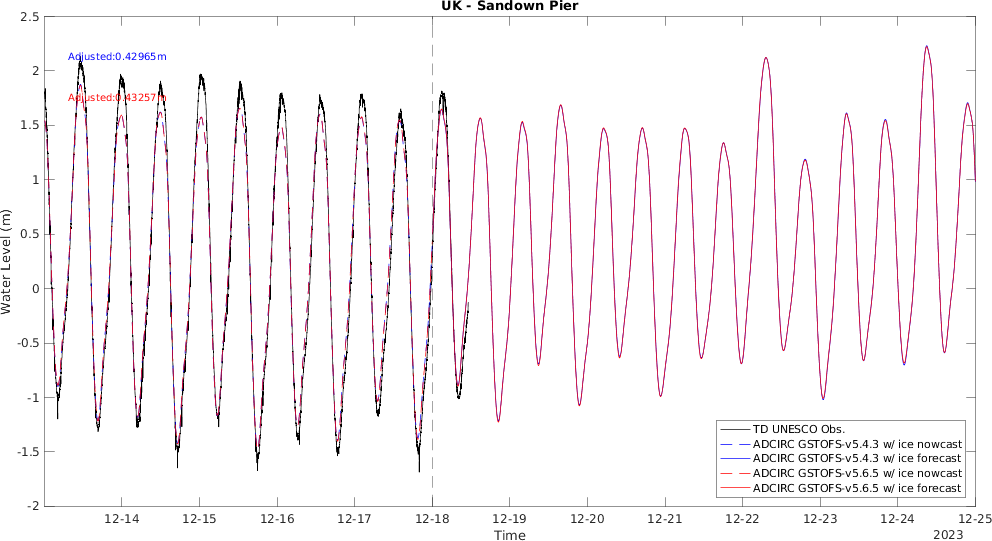 UK - Sandown Pier
2.5
2
1.5
1
0.5
0
-0.5
-1
-1.5
-2
Water Level (m)
Adjusted:0.42965m
Adjusted:0.43257m
TD UNESCO Obs.
ADCIRC GSTOFS-v5.4.3 w/ ice nowcast
ADCIRC GSTOFS-v5.4.3 w/ ice forecast
ADCIRC GSTOFS-v5.6.5 w/ ice nowcast
ADCIRC GSTOFS-v5.6.5 w/ ice forecast
12-14 12-15 12-16 12-17 12-18 12-19 12-20 12-21 12-22 12-23 12-24 12-25
Time
2023